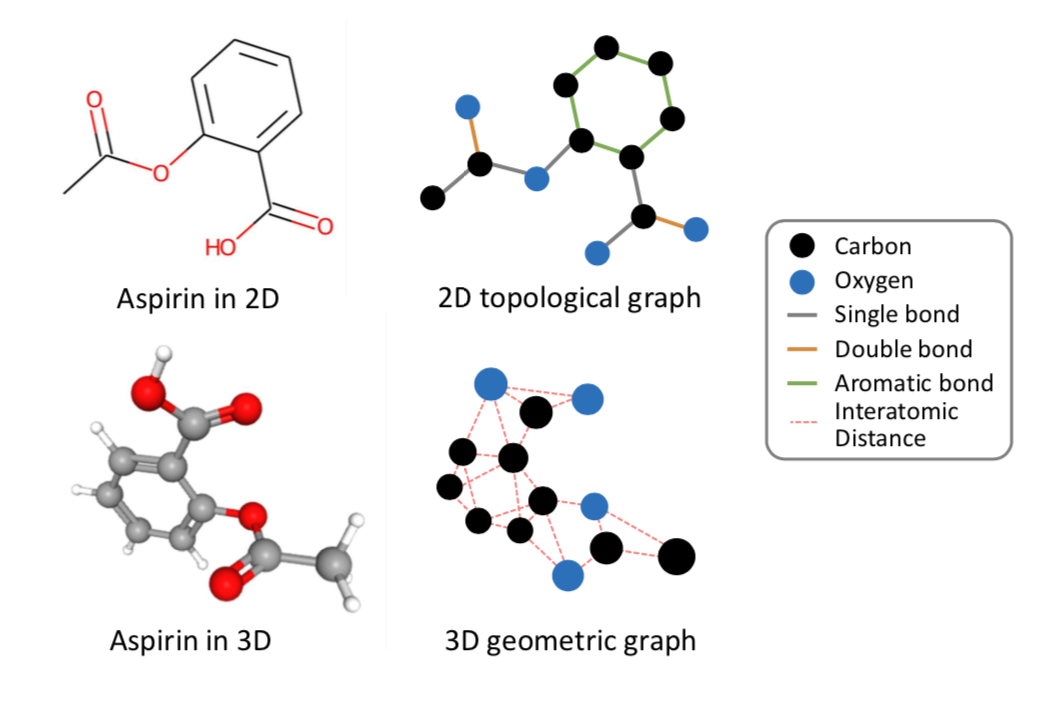 O
O
HO
O
Aspirin in 2D
2D topological graph
Carbon
Oxygen
Single bond
Double bond
Aromatic bond
Interatomic
Distance
Aspirin in 3D
3D geometric graph